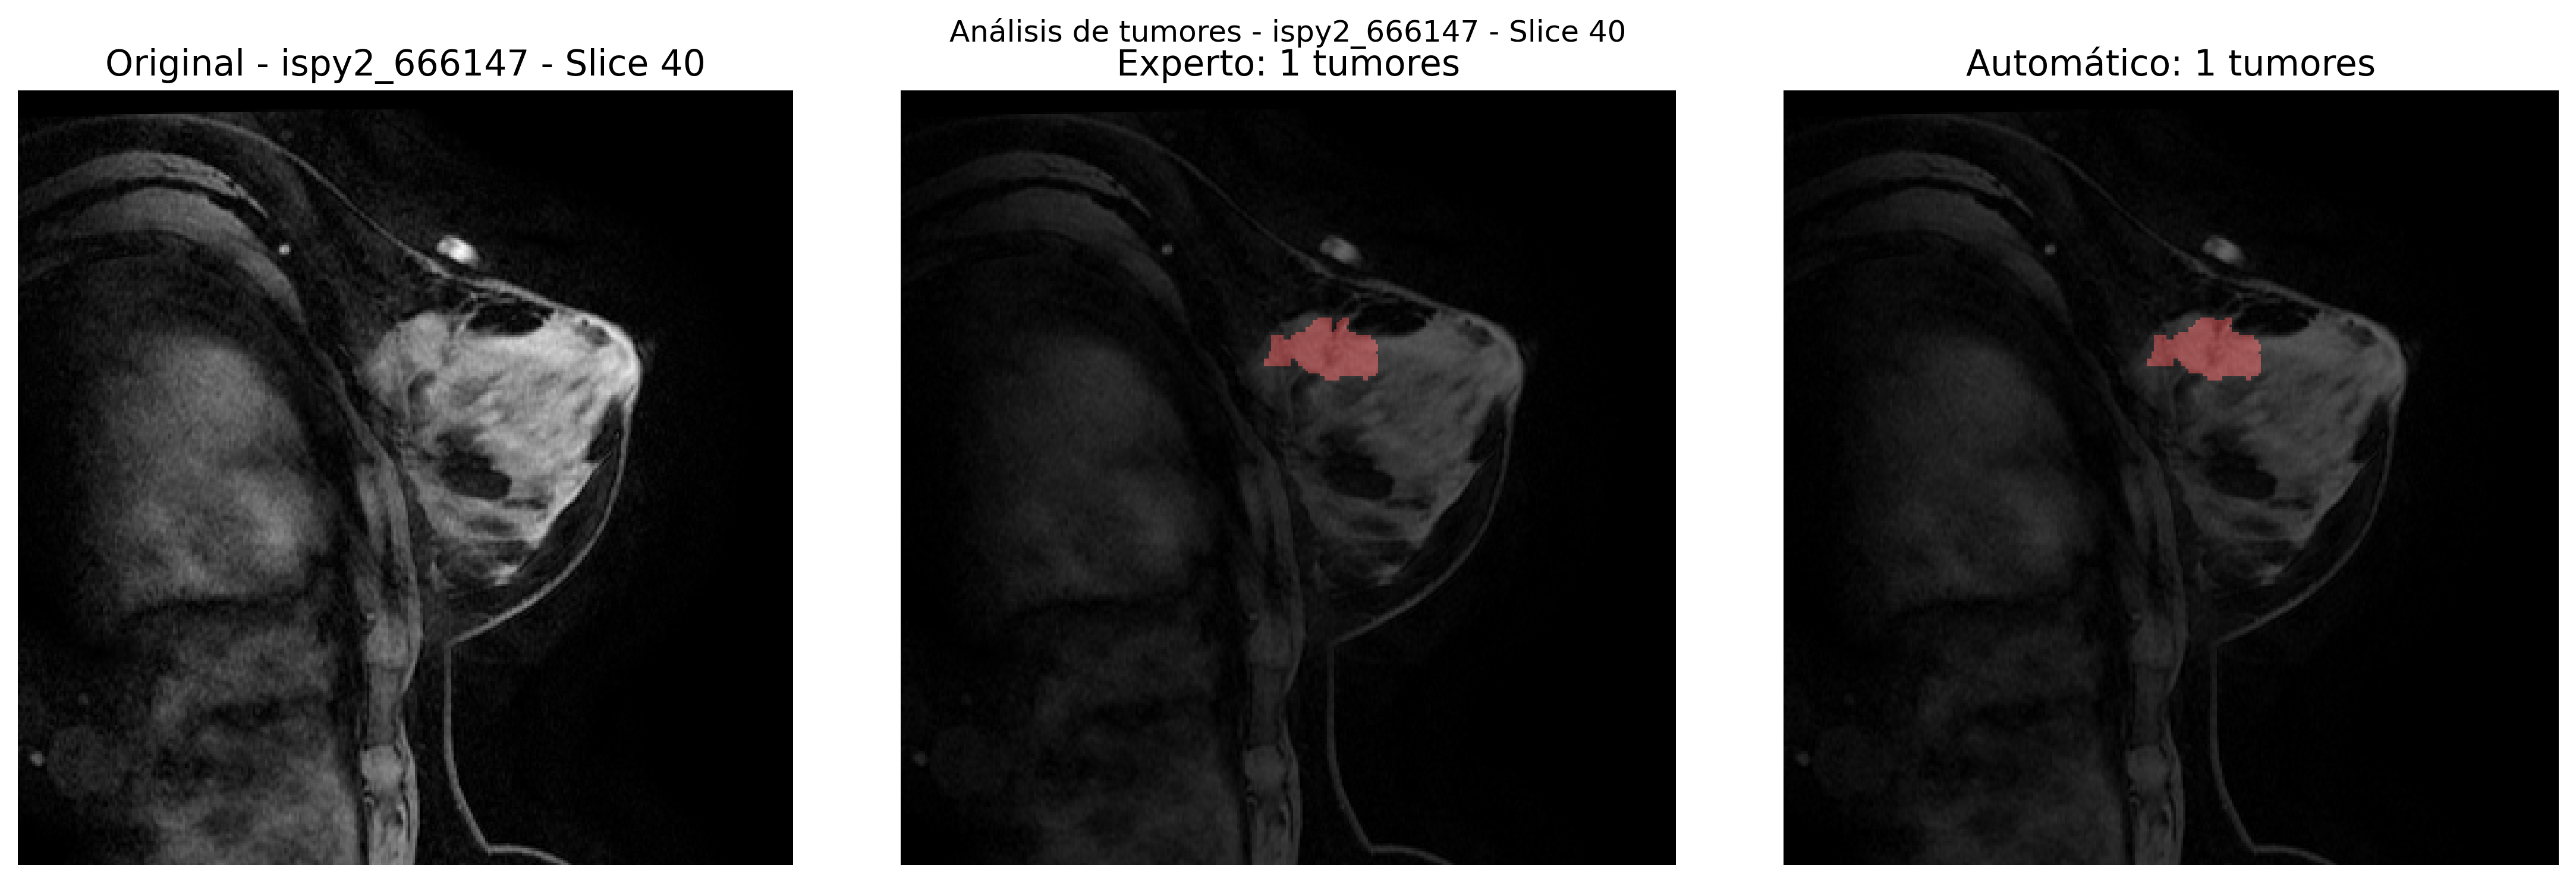 Análisis de tumores - ispy2_666147 - Slice 40
Original - ispy2_666147 - Slice 40
Experto: 1 tumores
Automático: 1 tumores